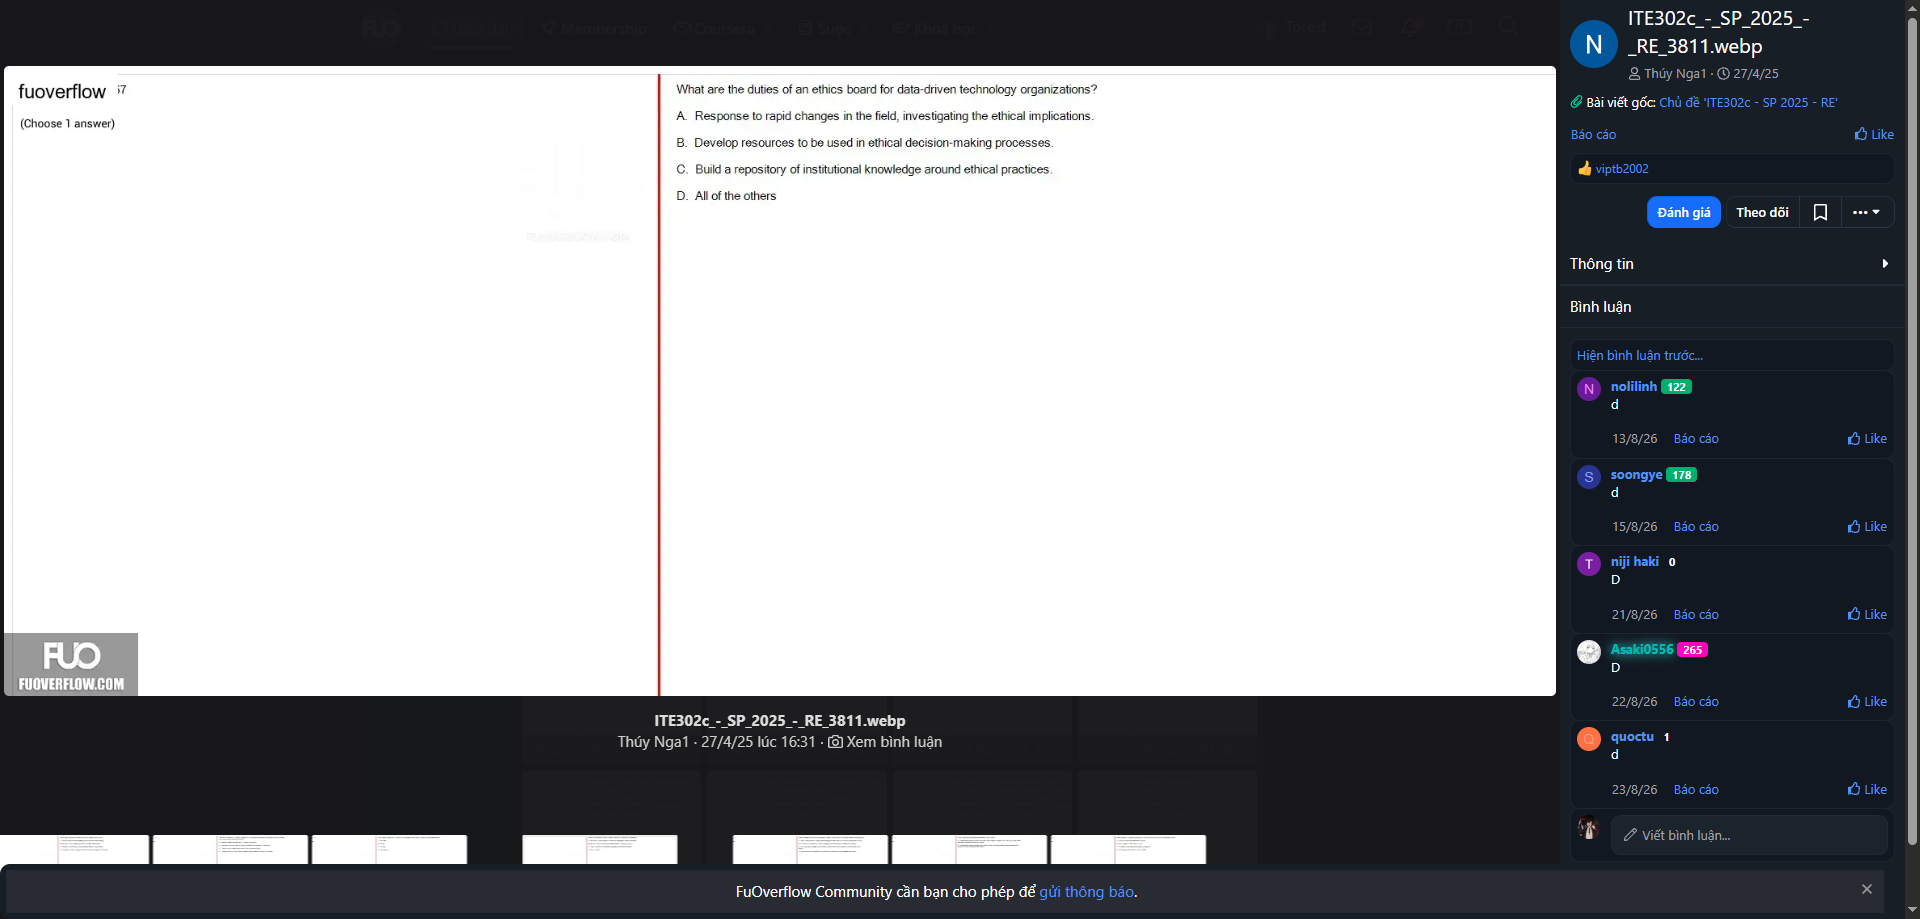 Membership
Coursera
Suộc
Khoá học
Torest
fuoverflow
57
(Choose 1 answer)
What are the duties of an ethics board for data-driven technology organizations?
A. Response to rapid changes in the field, investigating the ethical implications.
B. Develop resources to be used in ethical decision-making processes.
C. Build a repository of institutional knowledge around ethical practices.
D. All of the others
FUO
FUOVERFLOW.COM
ITE302c_-_SP_2025_-_RE_3811.webp
Thúy Nga1 · 27/4/25 lúc 16:31 · Xem bình luận
N
ITE302c_-_SP_2025_-
_RE_3811.webp
Thúy Nga1 · 27/4/25
Bài viết gốc: Chủ đề 'ITE302c - SP 2025 - RE'
Báo cáo
Like
viptb2002
Đánh giá
Theo dõi
Thông tin
Bình luận
Hiện bình luận trước...
N
nolilinh 122
d
13/8/26 Báo cáo Like
S
soongye 178
d
15/8/26 Báo cáo Like
T
niji haki 0
D
21/8/26 Báo cáo Like
Asaki0556 265
D
22/8/26 Báo cáo Like
Q
quoctu 1
d
23/8/26 Báo cáo Like
Viết bình luận...
FuOverflow Community cần bạn cho phép để gửi thông báo.